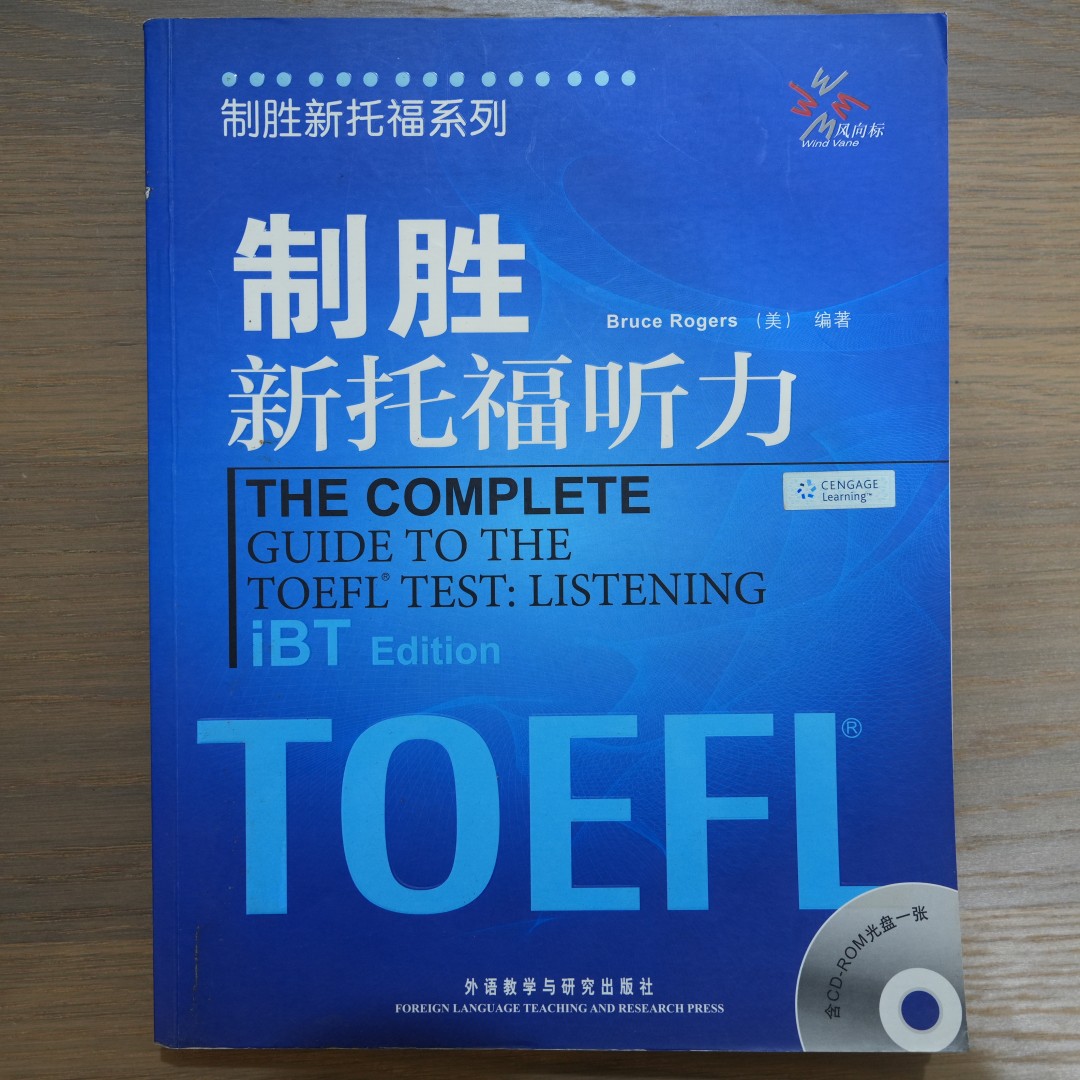 制胜新托福系列
风向标
Wind Vane
制胜
Bruce Rogers （美） 编著
新托福听力
CENGAGE
Learning™
THE COMPLETE
GUIDE TO THE
TOEFL® TEST: LISTENING
iBT Edition
TOEFL®
含CD-ROM光盘一张
外语教学与研究出版社
FOREIGN LANGUAGE TEACHING AND RESEARCH PRESS